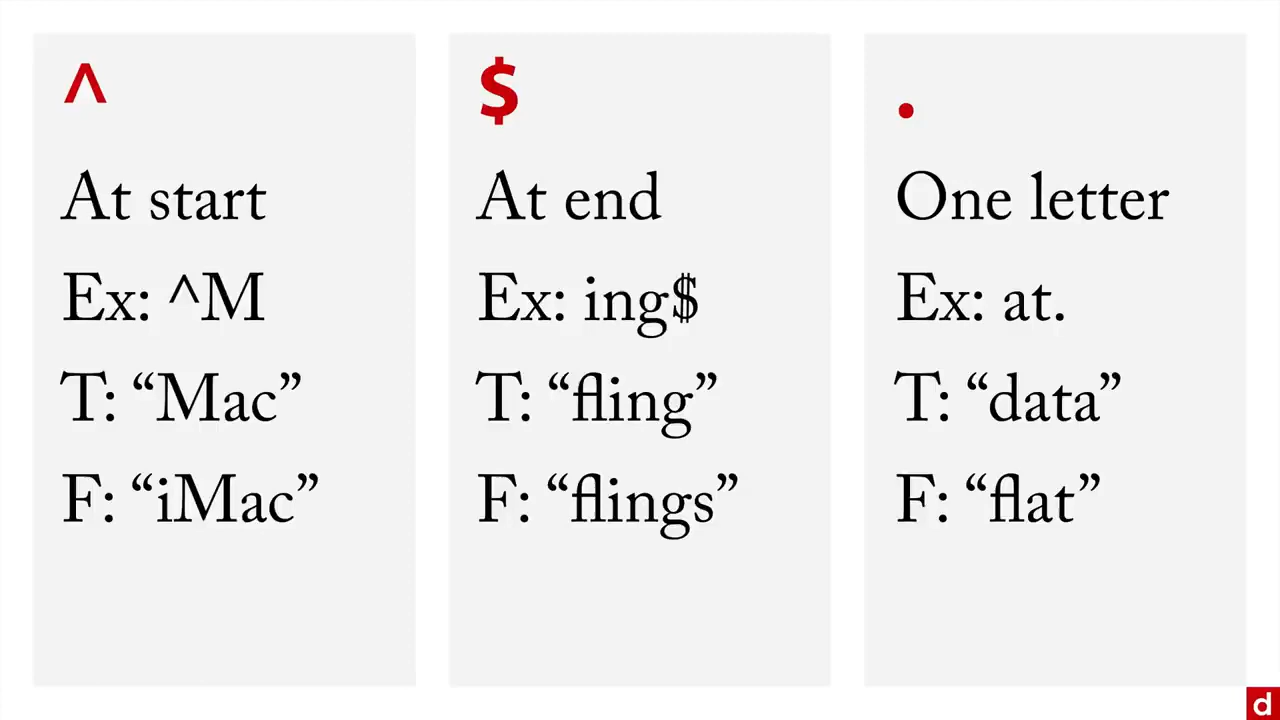 ^
At start
Ex: ^M
T: “Mac”
F: “iMac”
$
At end
Ex: ing$
T: “fling”
F: “flings”
.
One letter
Ex: at.
T: “data”
F: “flat”
d